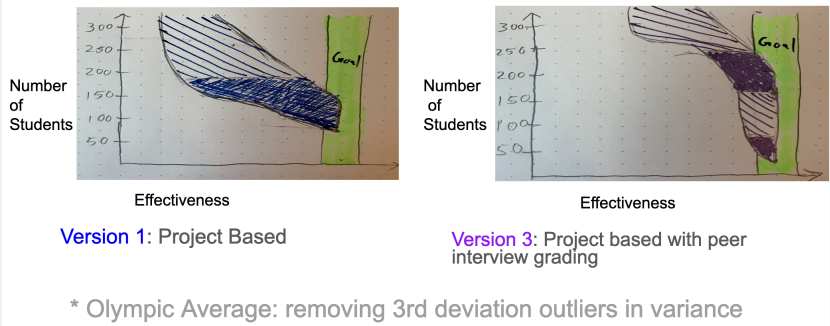 300
250
200
150
100
50
Goal
Number
of
Students
Effectiveness
Version 1: Project Based
300
250
200
150
100
50
Goal
Number
of
Students
Effectiveness
Version 3: Project based with peer
interview grading
* Olympic Average: removing 3rd deviation outliers in variance